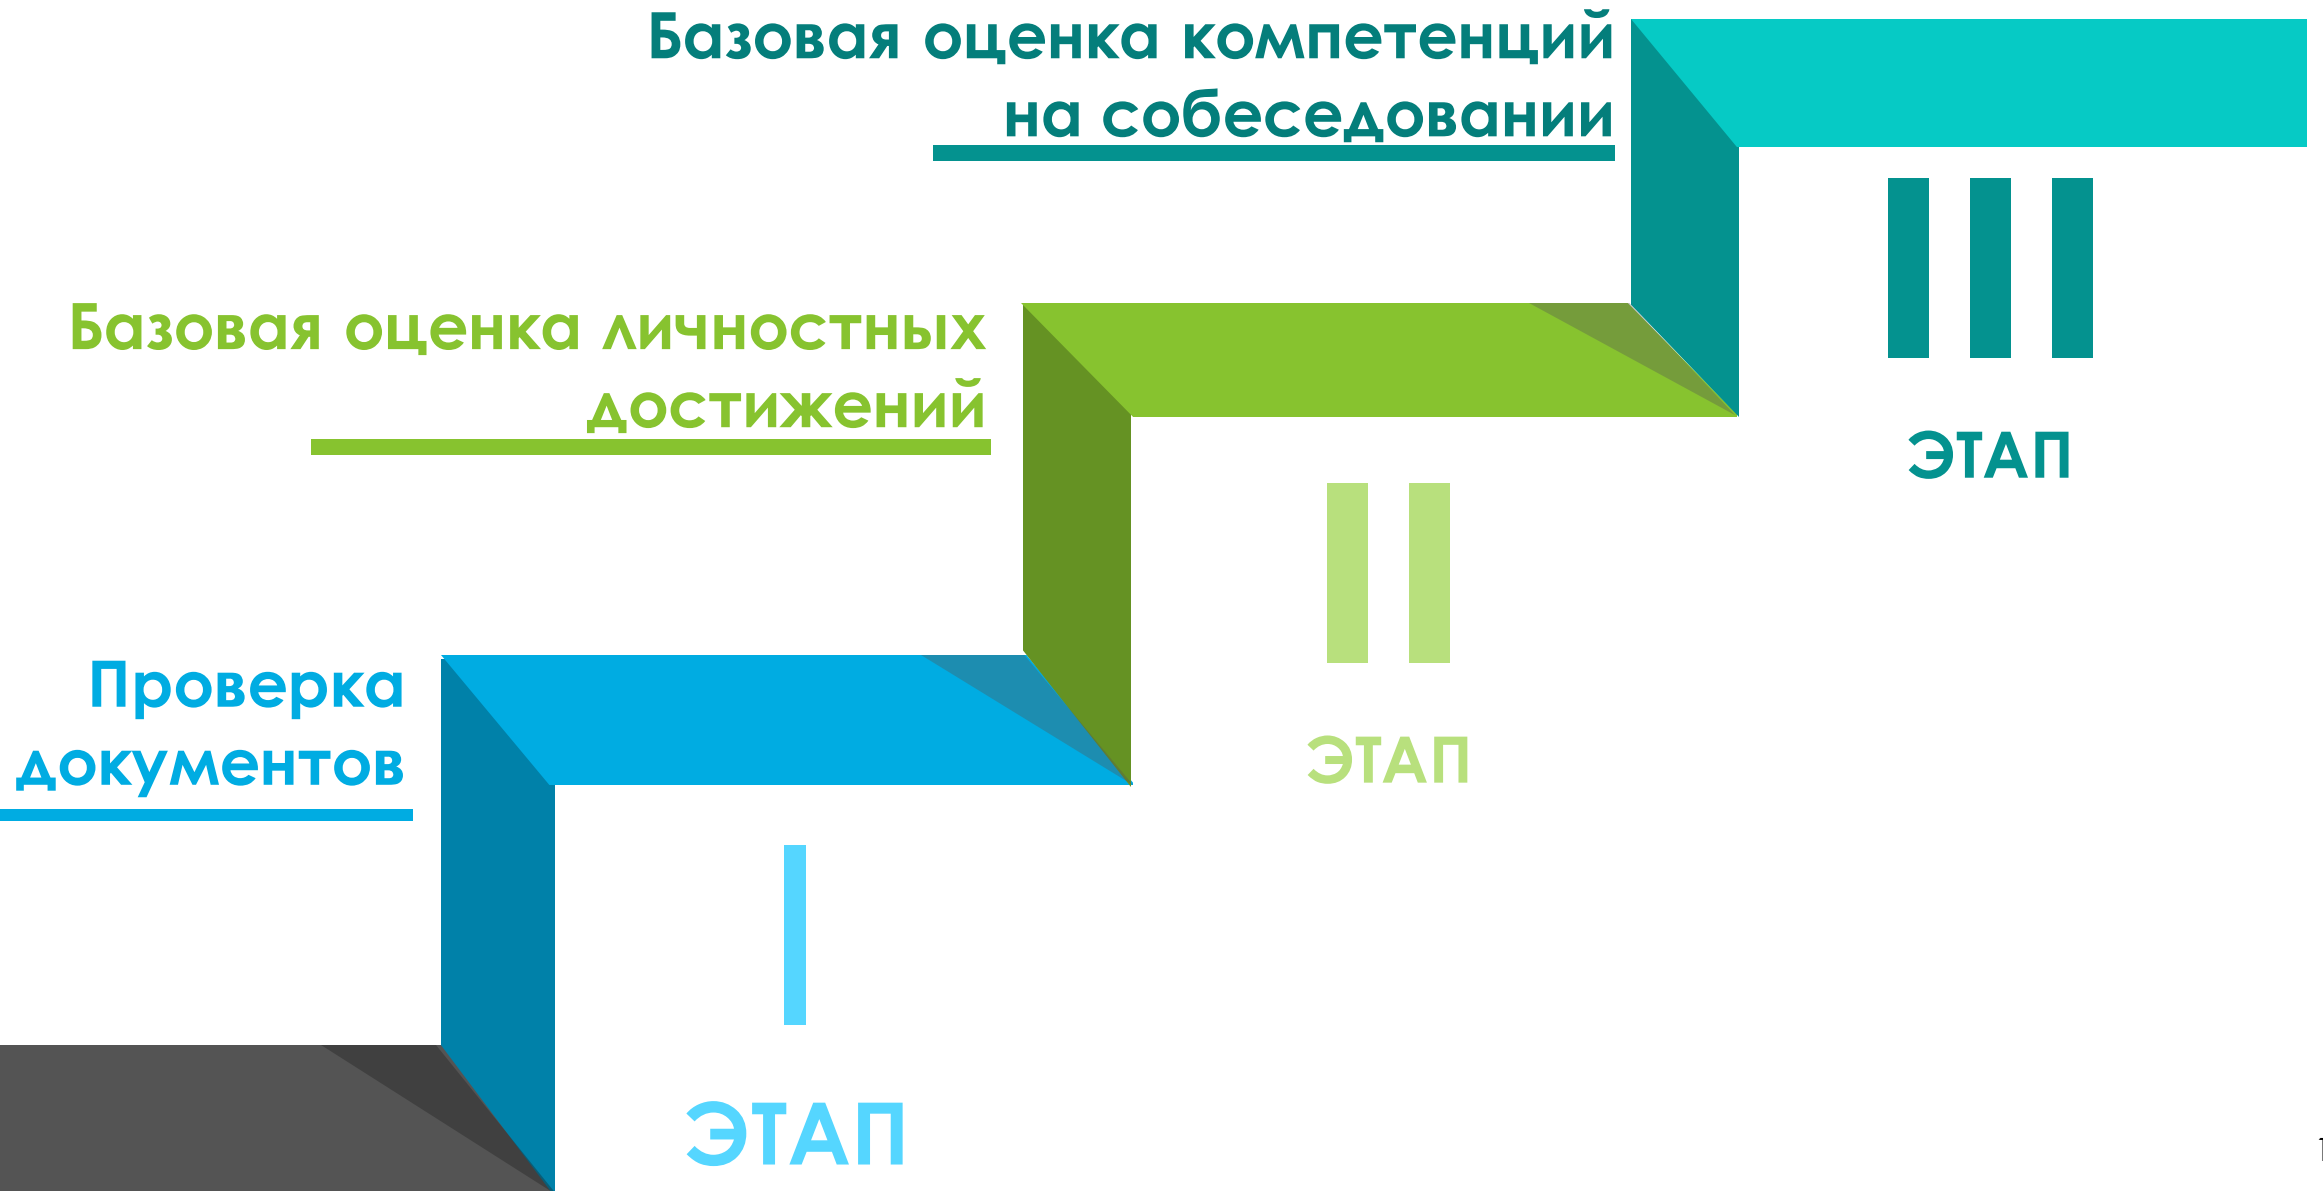 Базовая оценка компетенций
на собеседовании
III
ЭТАП
Базовая оценка личностных
достижений
II
ЭТАП
Проверка
документов
I
ЭТАП